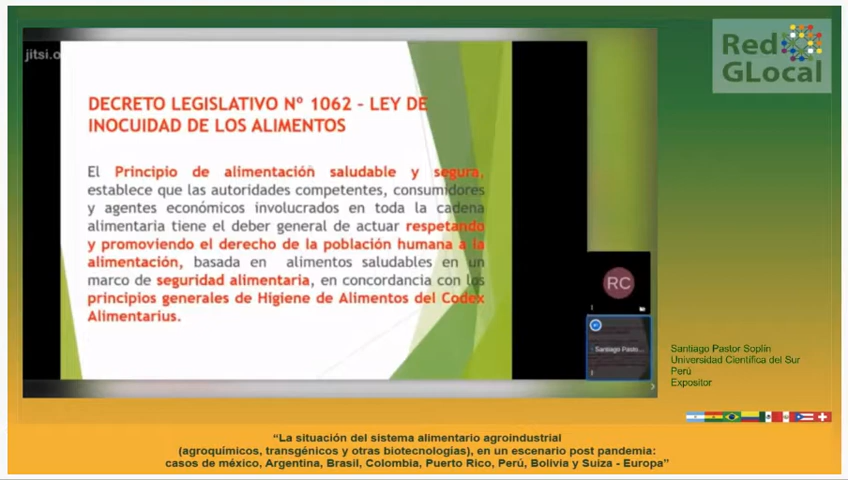 Red
GLocal
jitsi.o
DECRETO LEGISLATIVO Nº 1062 – LEY DE
INOCUIDAD DE LOS ALIMENTOS
El Principio de alimentación saludable y segura,
establece que las autoridades competentes, consumidores
y agentes económicos involucrados en toda la cadena
alimentaria tiene el deber general de actuar respetando
y promoviendo el derecho de la población humana a la
alimentación, basada en alimentos saludables en un
marco de seguridad alimentaria, en concordancia con los
principios generales de Higiene de Alimentos del Codex
Alimentarius.
RC
Santiago Pasto...
Santiago Pastor Soplín
Universidad Científica del Sur
Perú
Expositor
“La situación del sistema alimentario agroindustrial
(agroquímicos, transgénicos y otras biotecnologías), en un escenario post pandemia:
casos de méxico, Argentina, Brasil, Colombia, Puerto Rico, Perú, Bolivia y Suiza - Europa”